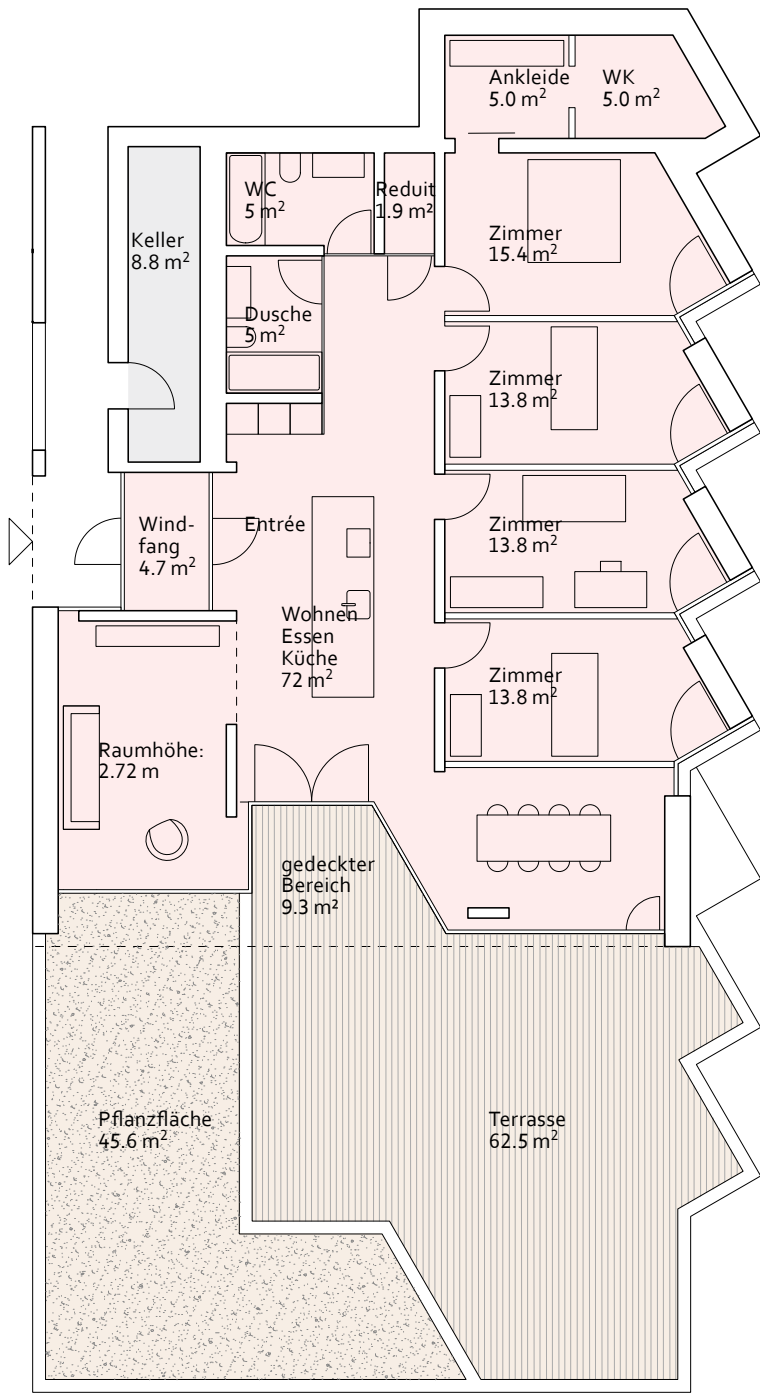 Ankleide
5.0 m²
WK
5.0 m²
WC
5 m²
Reduit
1.9 m²
Keller
8.8 m²
Zimmer
15.4 m²
Dusche
5 m²
Zimmer
13.8 m²
Wind-
fang
4.7 m²
Entrée
Zimmer
13.8 m²
Wohnen
Essen
Küche
72 m²
Zimmer
13.8 m²
Raumhöhe:
2.72 m
gedeckter
Bereich
9.3 m²
Pflanzfläche
45.6 m²
Terrasse
62.5 m²